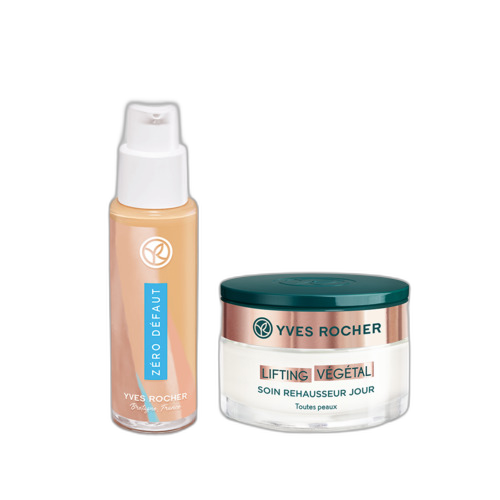 ZÉRO DÉFAUT
YVES ROCHER
Bretagne, France
YVES ROCHER
LIFTING VÉGÉTAL
SOIN REHAUSSEUR JOUR
Toutes peaux